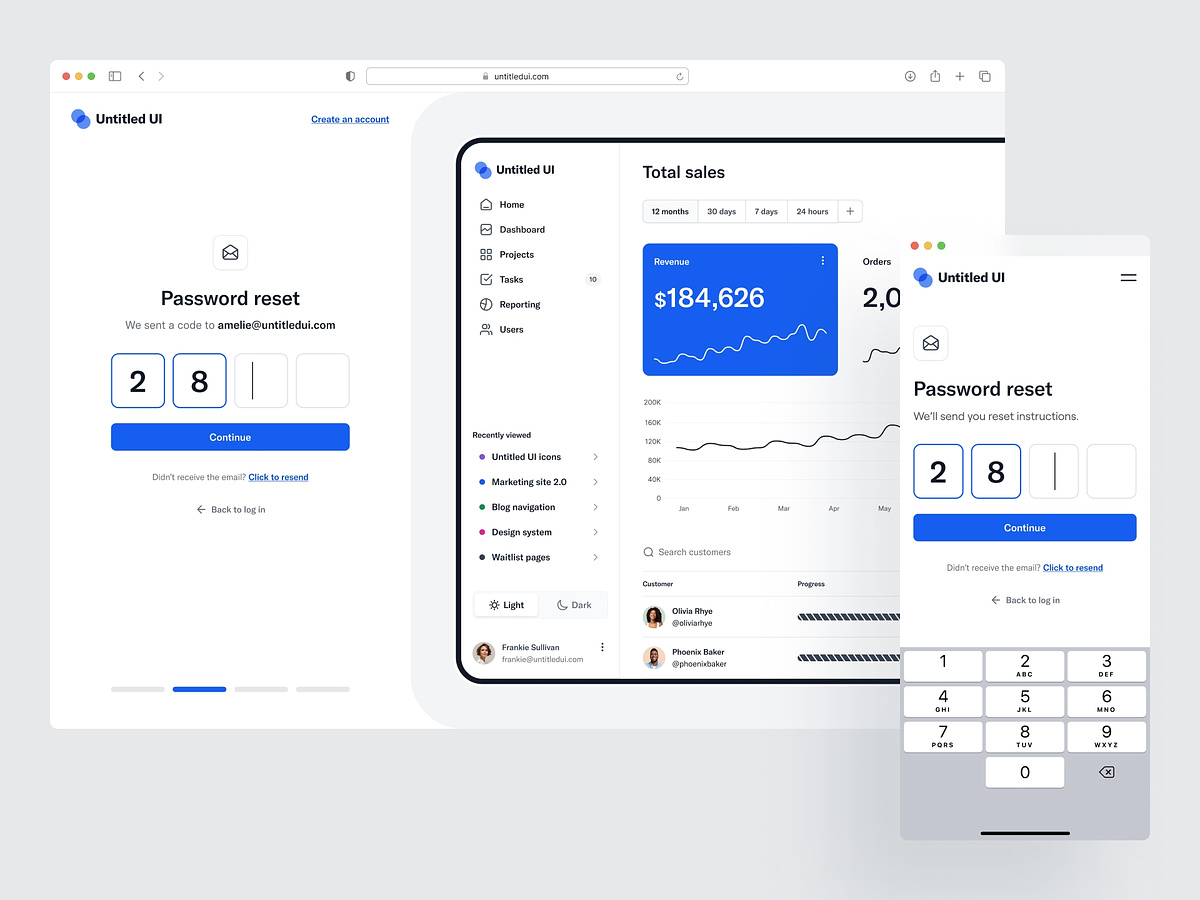 untitledui.com
Untitled UI
Create an account
Password reset
We sent a code to amelie@untitledui.com
2 8
Continue
Didn't receive the email? Click to resend
Back to log in
Untitled UI
Home
Dashboard
Projects
Tasks 10
Reporting
Users
Recently viewed
Untitled UI icons
Marketing site 2.0
Blog navigation
Design system
Waitlist pages
Light Dark
Frankie Sullivan
frankie@untitledui.com
Total sales
12 months 30 days 7 days 24 hours
Revenue
$184,626
Orders
2,0
200K
160K
120K
80K
40K
0
Jan Feb Mar Apr May
Search customers
Customer Progress
Olivia Rhye
@oliviarhye
Phoenix Baker
@phoenixbaker
Untitled UI
Password reset
We'll send you reset instructions.
2 8
Continue
Didn't receive the email? Click to resend
Back to log in
1 2 3
ABC DEF
4 5 6
GHI JKL MNO
7 8 9
PQRS TUV WXYZ
0